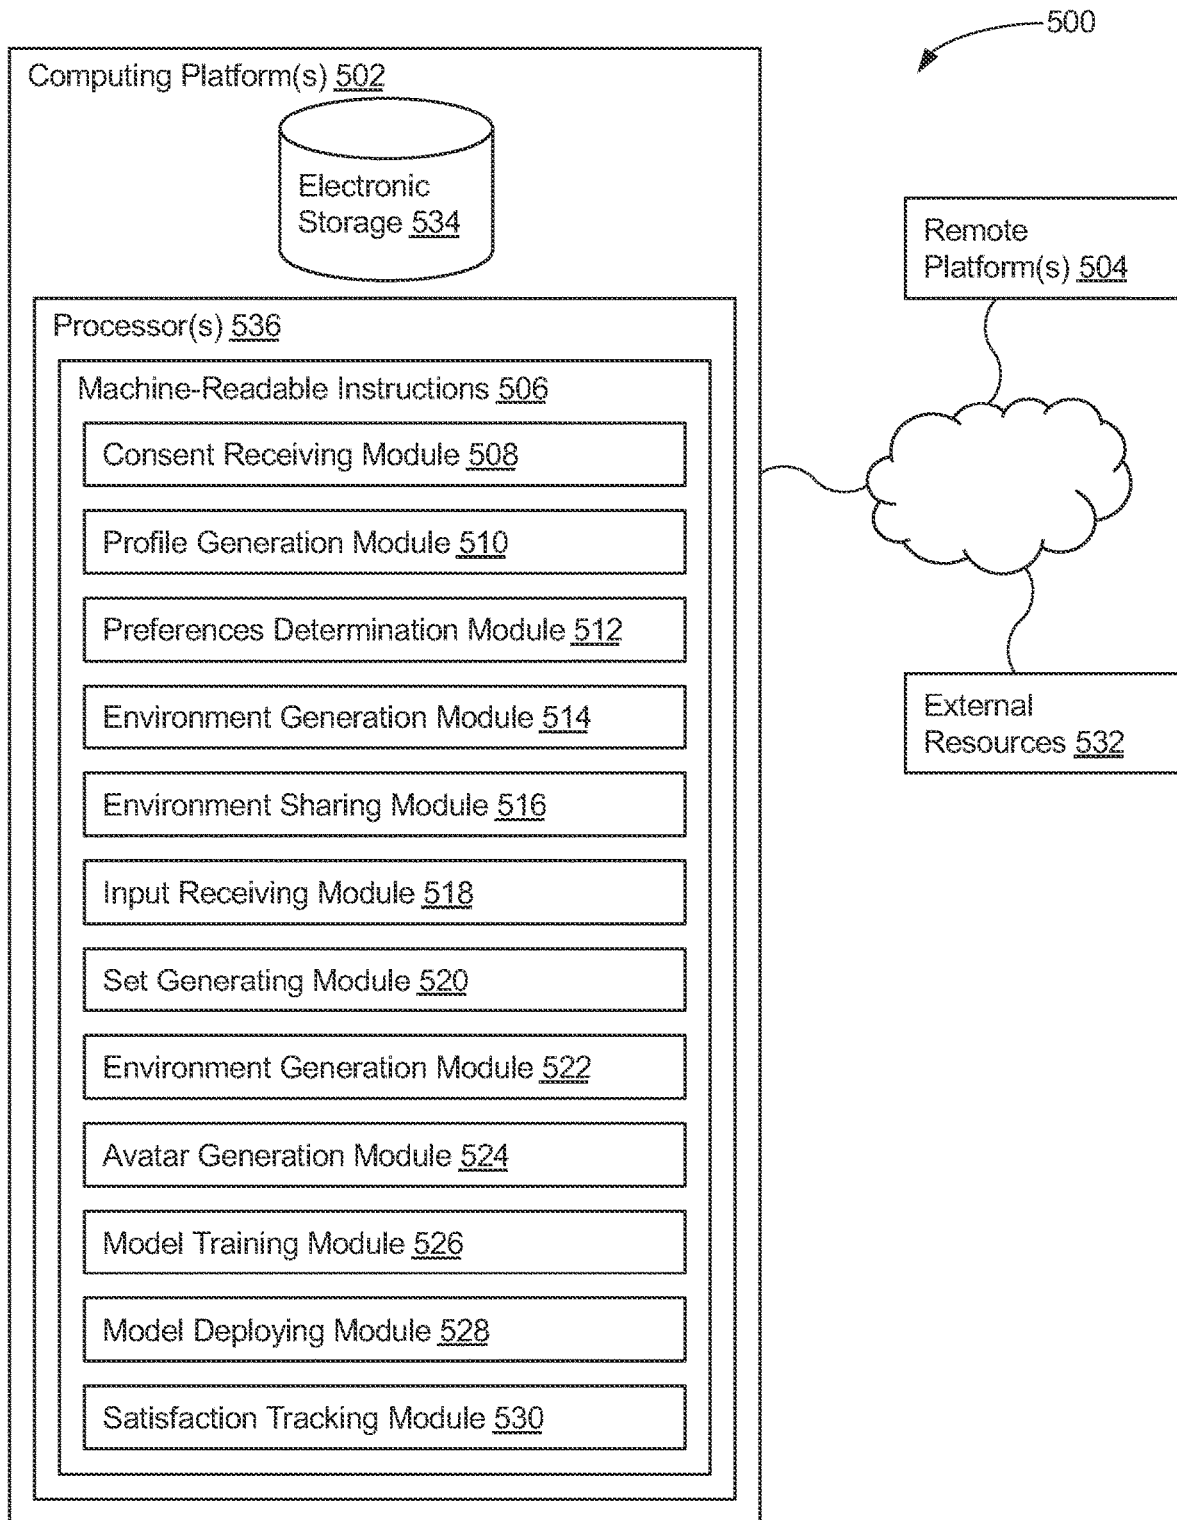 500
Computing Platform(s) 502
Electronic
Storage 534
Remote
Platform(s) 504
Processor(s) 536
Machine-Readable Instructions 506
Consent Receiving Module 508
Profile Generation Module 510
Preferences Determination Module 512
Environment Generation Module 514
External
Resources 532
Environment Sharing Module 516
Input Receiving Module 518
Set Generating Module 520
Environment Generation Module 522
Avatar Generation Module 524
Model Training Module 526
Model Deploying Module 528
Satisfaction Tracking Module 530